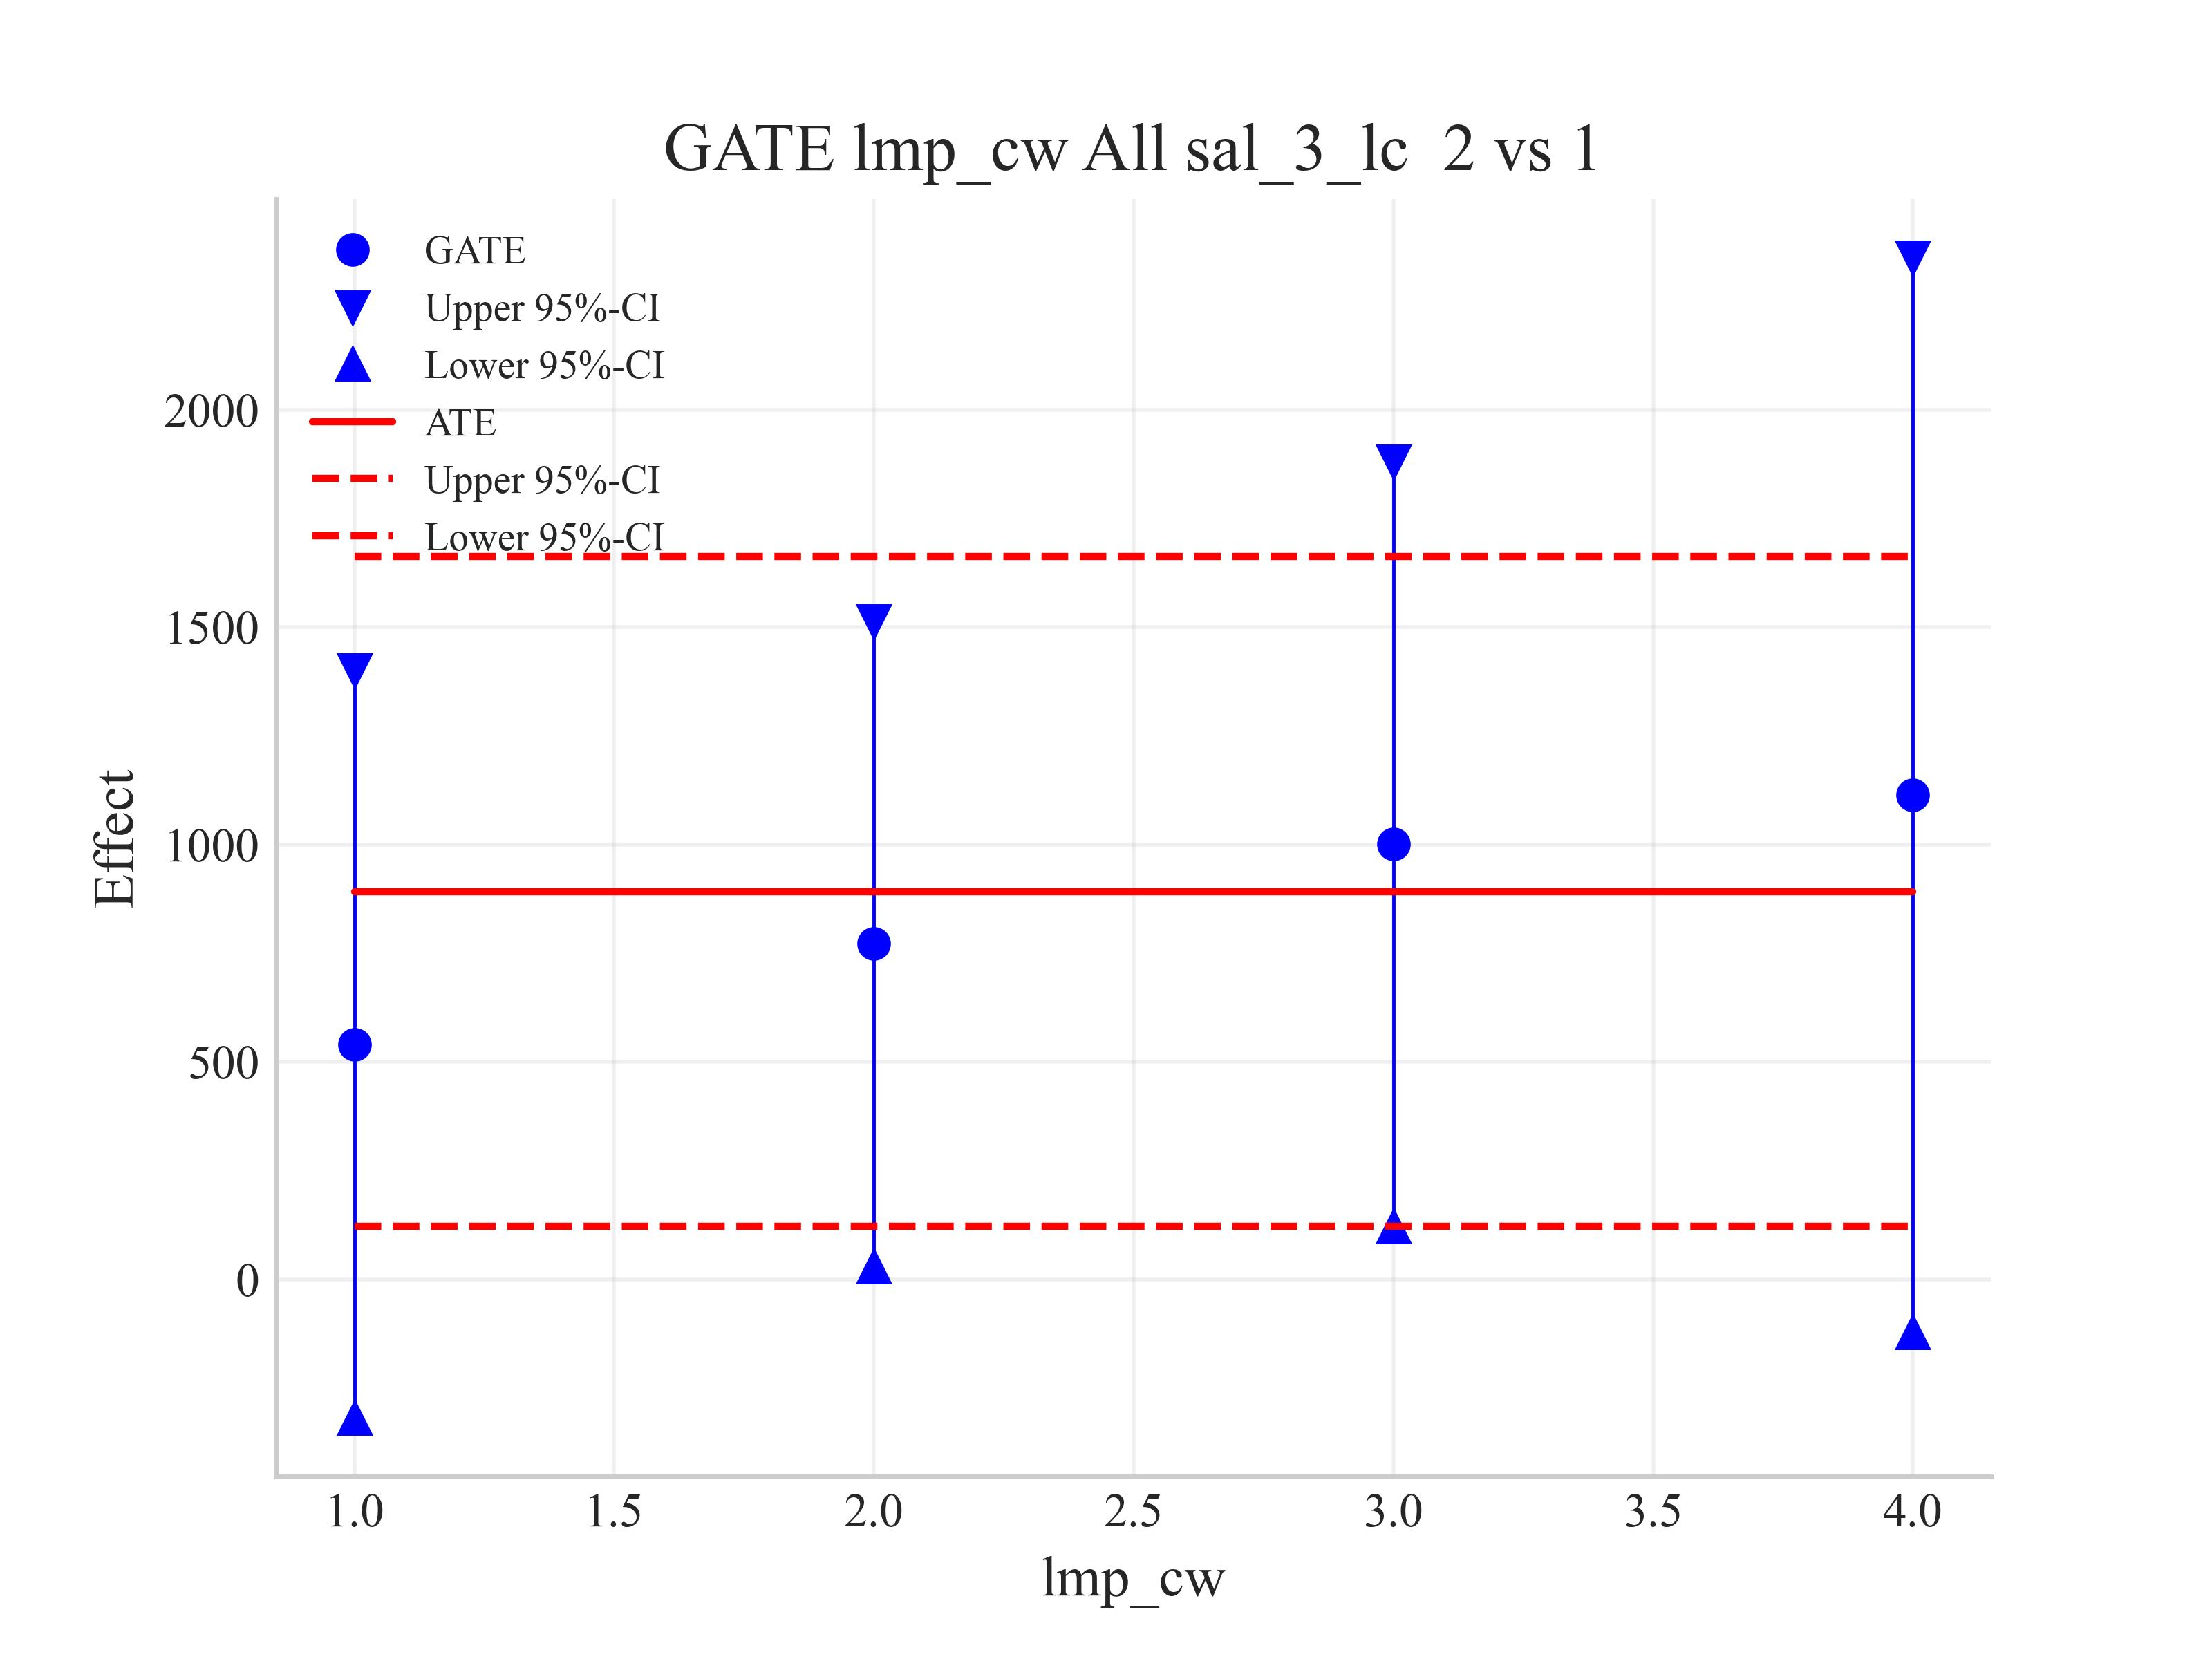 GATE lmp_cw All sal_3_lc  2 vs 1
GATE
Upper 95%-CI
Lower 95%-CI
ATE
Upper 95%-CI
Lower 95%-CI
2000
1500
1000
500
0
Effect
1.0 1.5 2.0 2.5 3.0 3.5 4.0
lmp_cw